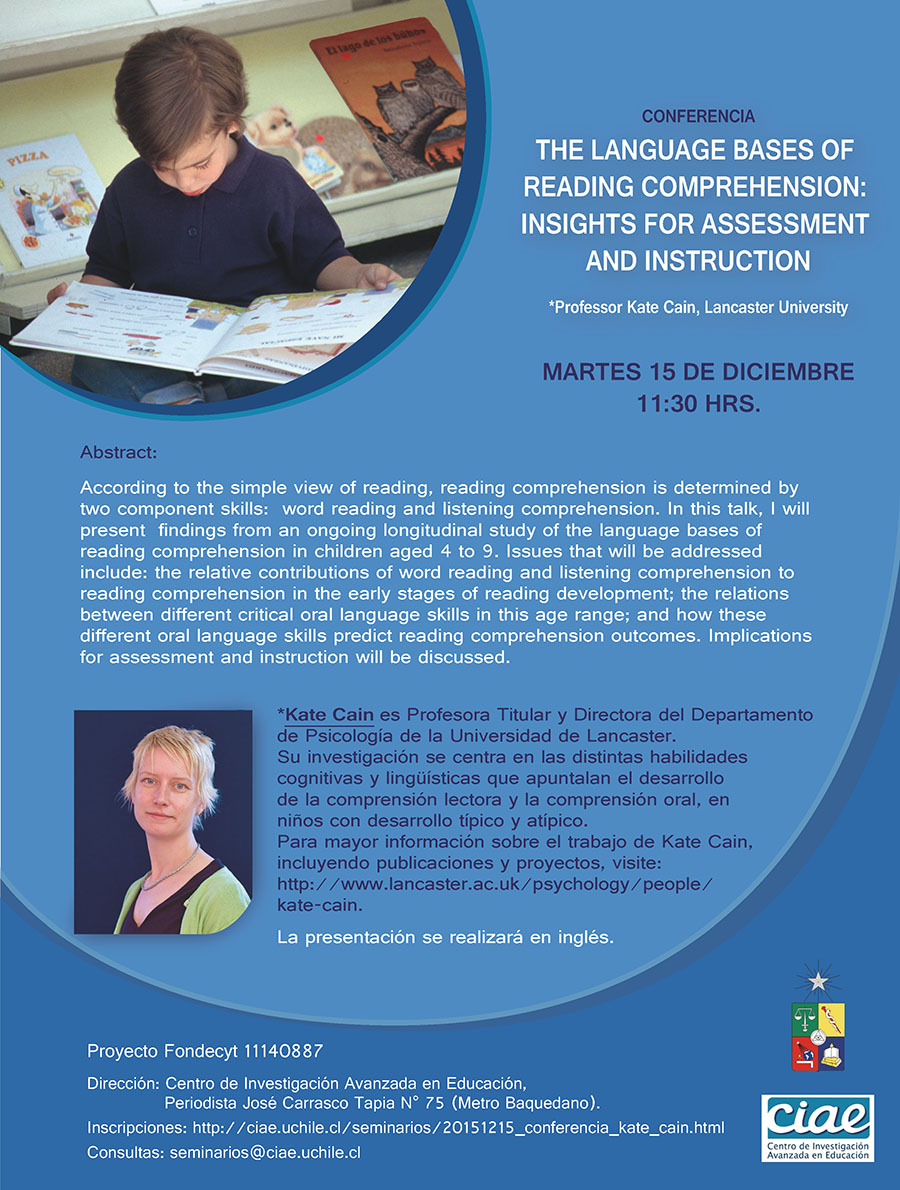 El lago de los búhos
PIZZA
CONFERENCIA
THE LANGUAGE BASES OF
READING COMPREHENSION:
INSIGHTS FOR ASSESSMENT
AND INSTRUCTION
*Professor Kate Cain, Lancaster University
MARTES 15 DE DICIEMBRE
11:30 HRS.
Abstract:
According to the simple view of reading, reading comprehension is determined by
two component skills:  word reading and listening comprehension. In this talk, I will
present  findings from an ongoing longitudinal study of the language bases of
reading comprehension in children aged 4 to 9. Issues that will be addressed
include: the relative contributions of word reading and listening comprehension to
reading comprehension in the early stages of reading development; the relations
between different critical oral language skills in this age range; and how these
different oral language skills predict reading comprehension outcomes. Implications
for assessment and instruction will be discussed.
*Kate Cain es Profesora Titular y Directora del Departamento
de Psicología de la Universidad de Lancaster.
Su investigación se centra en las distintas habilidades
cognitivas y lingüísticas que apuntalan el desarrollo
de la comprensión lectora y la comprensión oral, en
niños con desarrollo típico y atípico.
Para mayor información sobre el trabajo de Kate Cain,
incluyendo publicaciones y proyectos, visite:
http://www.lancaster.ac.uk/psychology/people/
kate-cain.
La presentación se realizará en inglés.
Proyecto Fondecyt 11140887
Dirección: Centro de Investigación Avanzada en Educación,
Periodista José Carrasco Tapia N° 75 (Metro Baquedano).
Inscripciones: http://ciae.uchile.cl/seminarios/20151215_conferencia_kate_cain.html
Consultas: seminarios@ciae.uchile.cl
ciae
Centro de Investigación
Avanzada en Educación